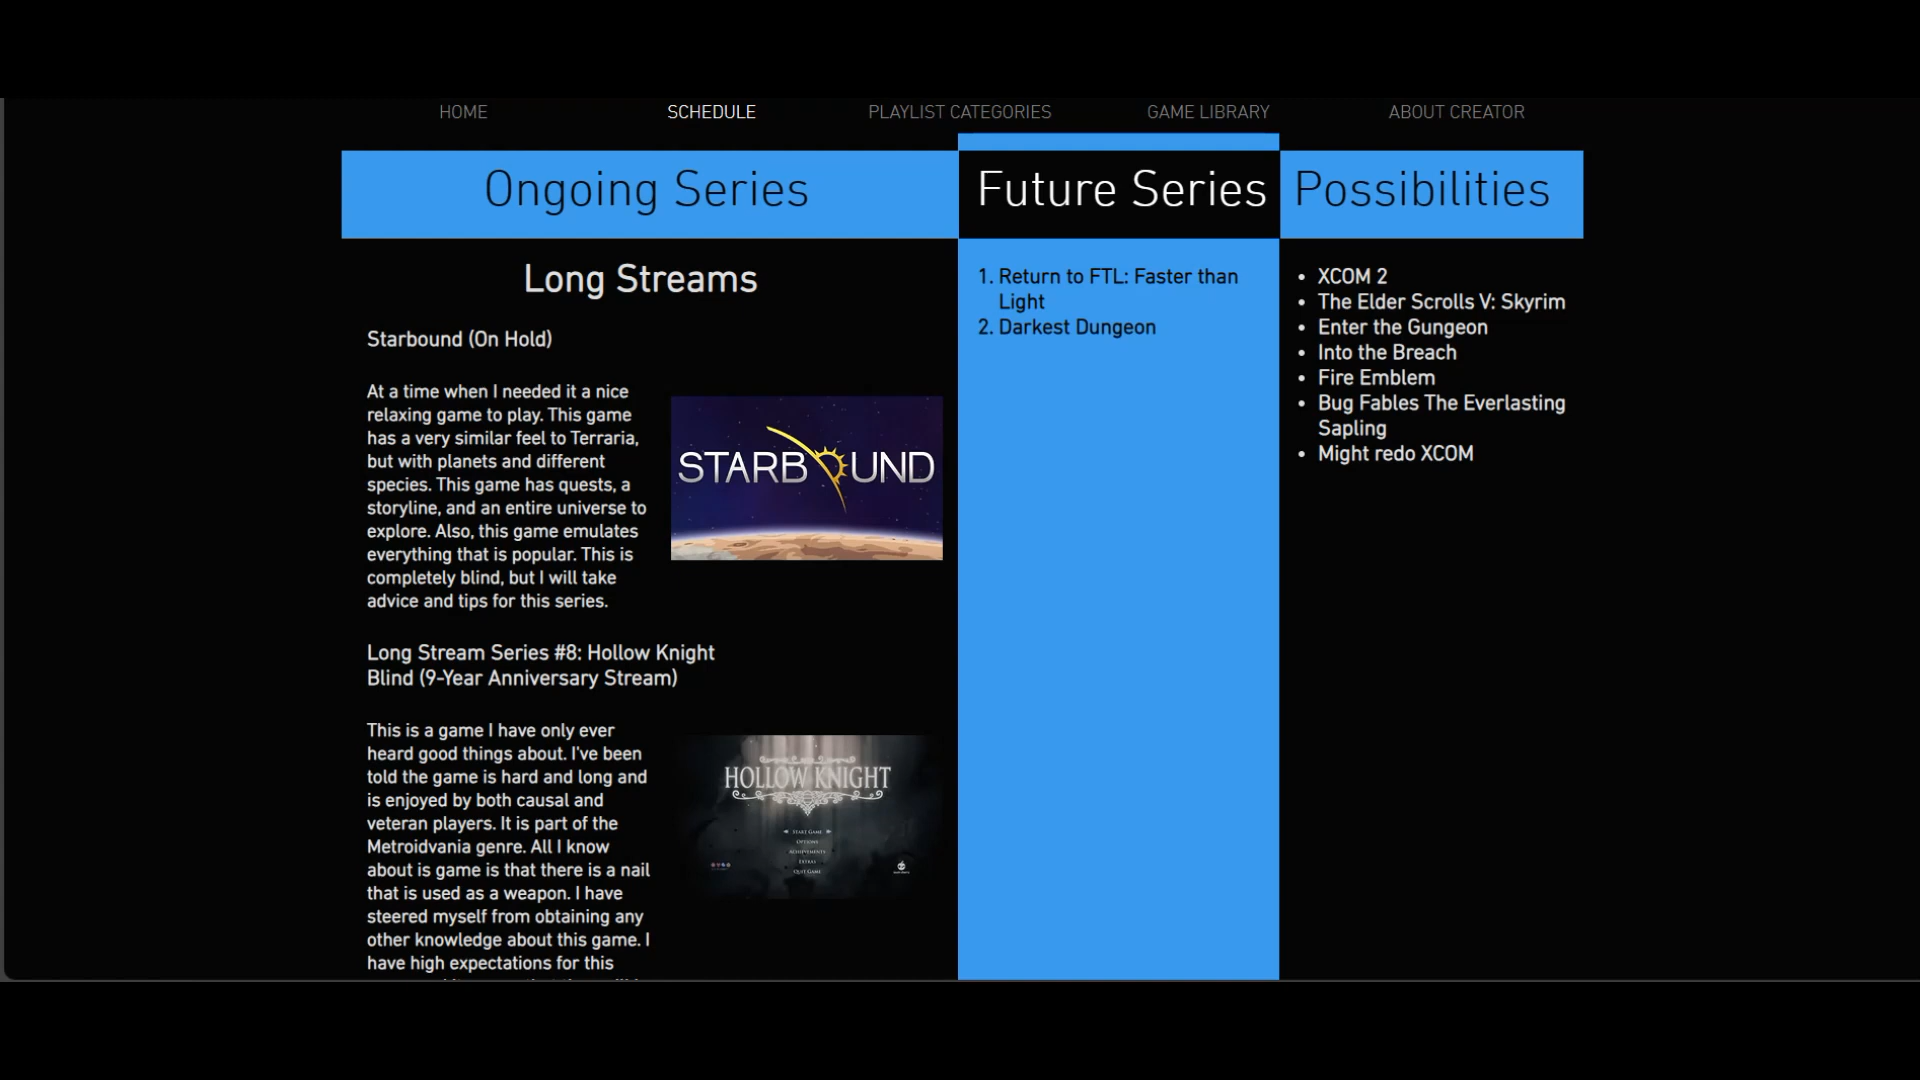 HOME
SCHEDULE
PLAYLIST CATEGORIES
GAME LIBRARY
ABOUT CREATOR
Ongoing Series
Long Streams
Starbound (On Hold)
At a time when I needed it a nice
relaxing game to play. This game
has a very similar feel to Terraria,
but with planets and different
species. This game has quests, a
storyline, and an entire universe to
explore. Also, this game emulates
everything that is popular. This is
completely blind, but I will take
advice and tips for this series.
STARBOUND
Long Stream Series #8: Hollow Knight
Blind (9-Year Anniversary Stream)
This is a game I have only ever
heard good things about. I've been
told the game is hard and long and
is enjoyed by both causal and
veteran players. It is part of the
Metroidvania genre. All I know
about is game is that there is a nail
that is used as a weapon. I have
steered myself from obtaining any
other knowledge about this game. I
have high expectations for this
HOLLOW KNIGHT
START GAME
OPTIONS
ACHIEVEMENTS
EXTRAS
QUIT GAME
Future Series
1. Return to FTL: Faster than
Light
2. Darkest Dungeon
Possibilities
• XCOM 2
• The Elder Scrolls V: Skyrim
• Enter the Gungeon
• Into the Breach
• Fire Emblem
• Bug Fables The Everlasting
Sapling
• Might redo XCOM